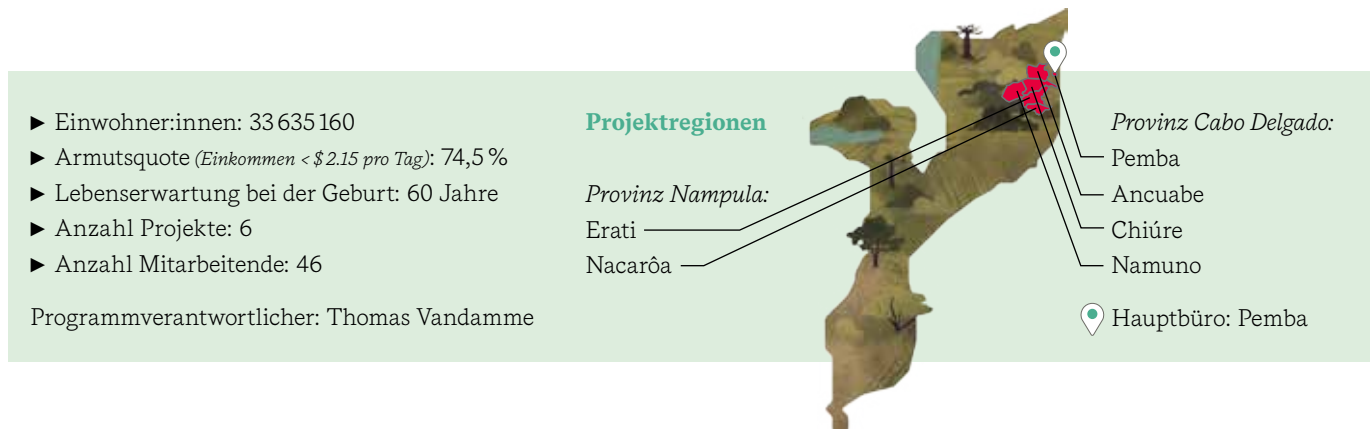 ► Einwohner:innen: 33 635 160
► Armutsquote (Einkommen < $ 2.15 pro Tag): 74,5 %
► Lebenserwartung bei der Geburt: 60 Jahre
► Anzahl Projekte: 6
► Anzahl Mitarbeitende: 46
Programmverantwortlicher: Thomas Vandamme
Projektregionen
Provinz Nampula:
Erati
Nacarôa
Provinz Cabo Delgado:
Pemba
Ancuabe
Chiúre
Namuno
Hauptbüro: Pemba